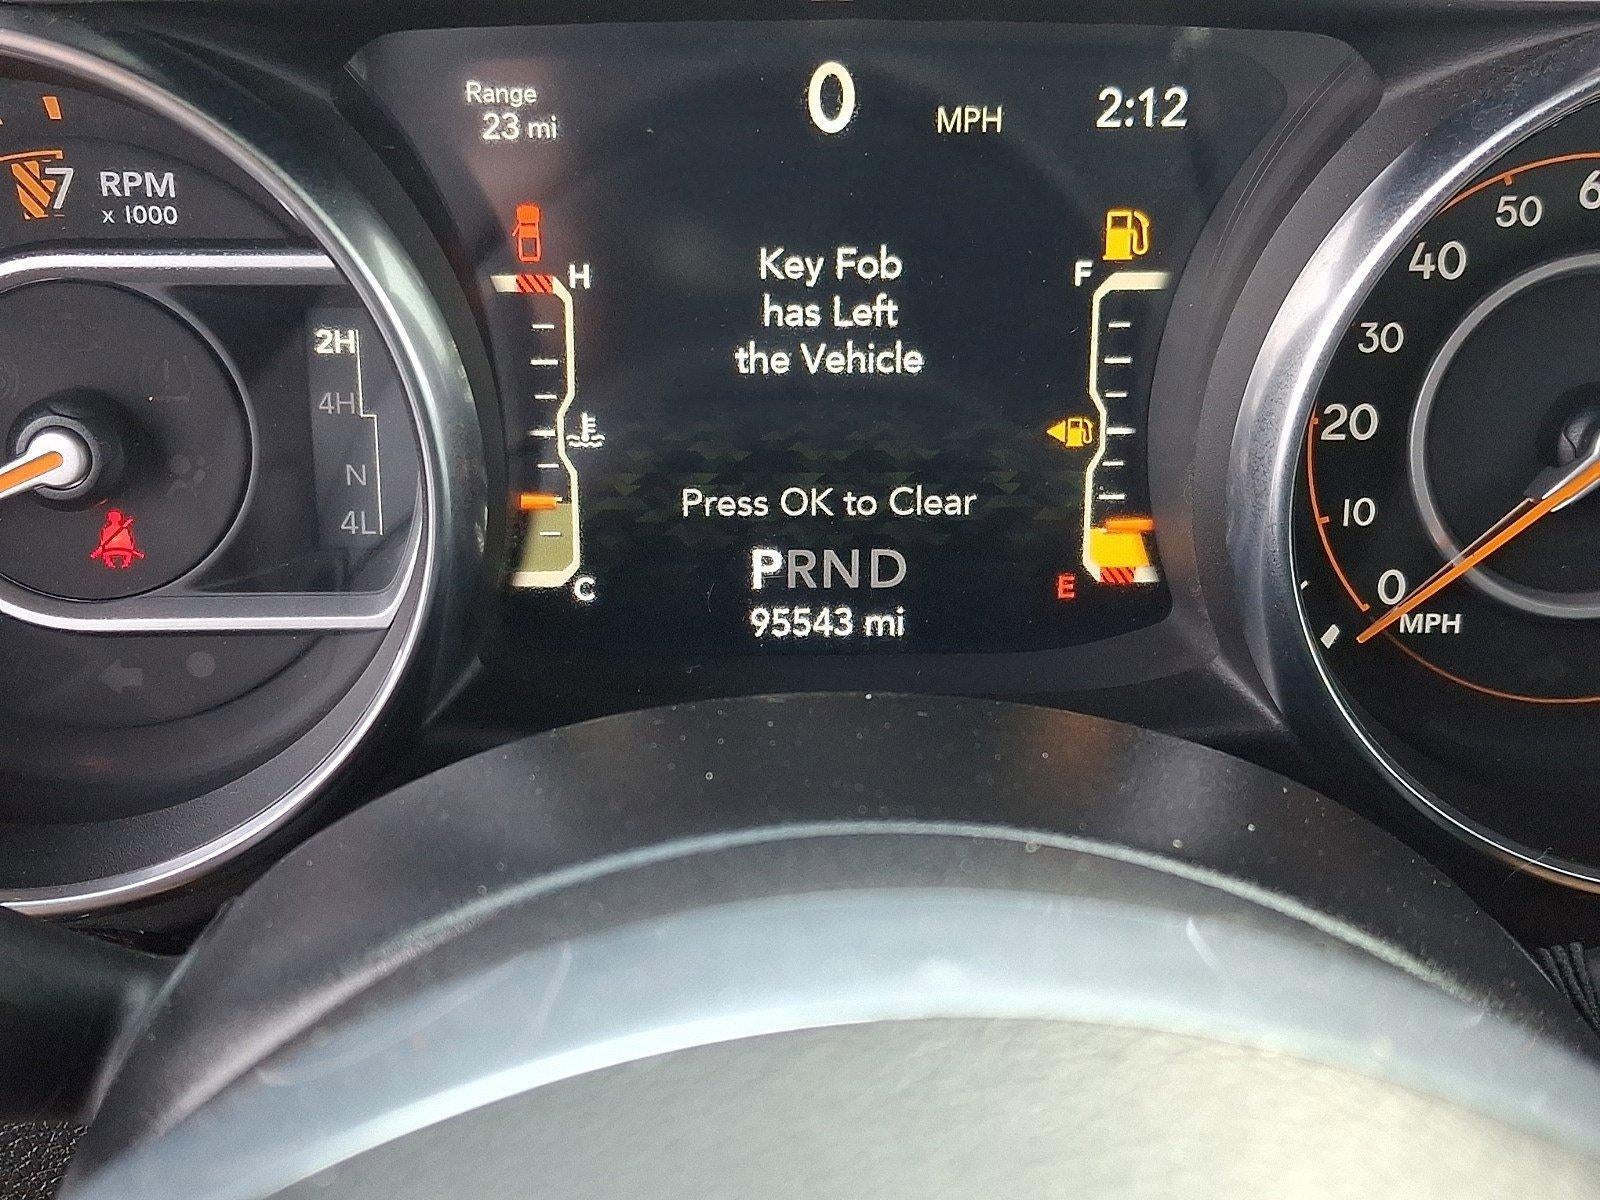 Range
23 mi
0 MPH
2:12
7 RPM
x 1000
2H
4H
N
4L
H
C
Key Fob
has Left
the Vehicle
Press OK to Clear
PRND
95543 mi
F
E
50
40
30
20
10
0
MPH